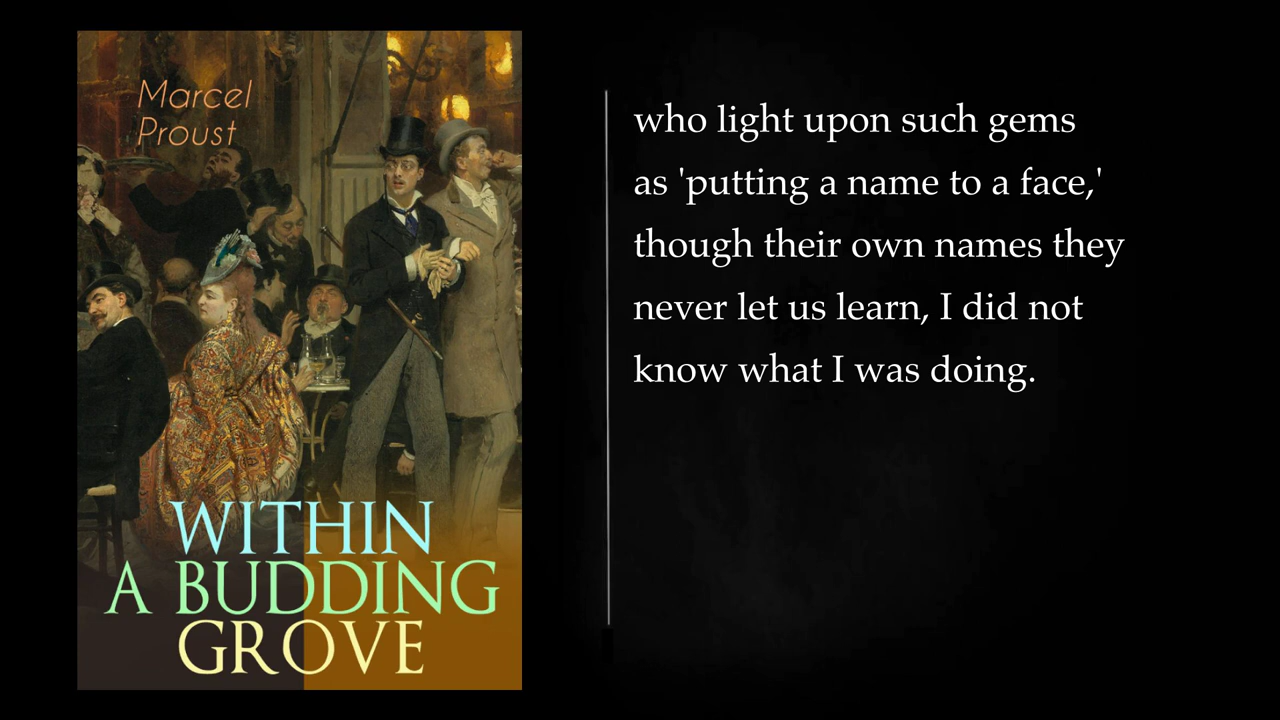 Marcel
Proust
WITHIN
A BUDDING
GROVE
who light upon such gems
as 'putting a name to a face,'
though their own names they
never let us learn, I did not
know what I was doing.